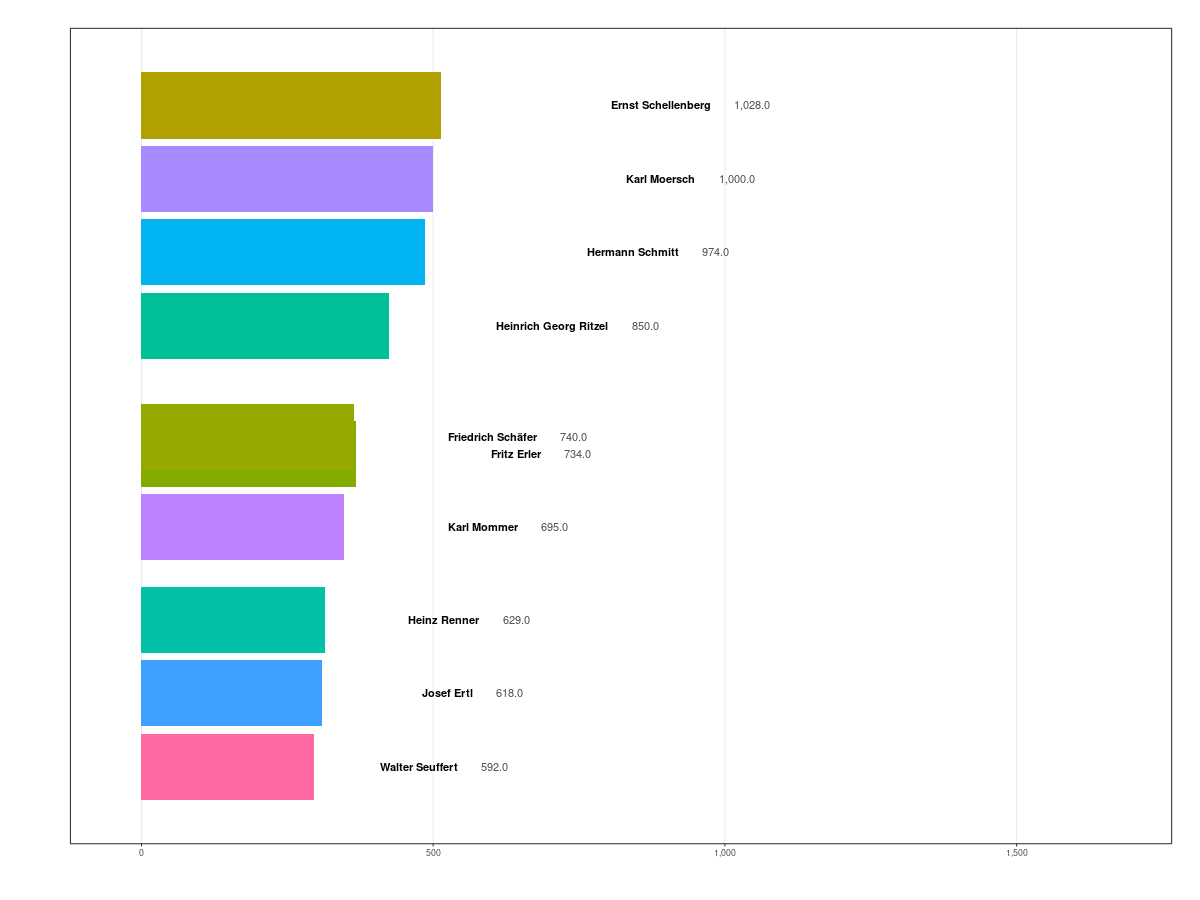 Ernst Schellenberg 1,028.0
Karl Moersch 1,000.0
Hermann Schmitt 974.0
Heinrich Georg Ritzel 850.0
Friedrich Schäfer 740.0
Fritz Erler 734.0
Karl Mommer 695.0
Heinz Renner 629.0
Josef Ertl 618.0
Walter Seuffert 592.0
0 500 1,000 1,500